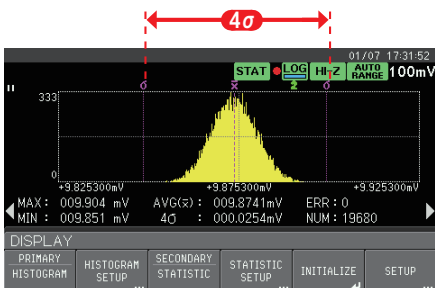 4σ
01/07 17:31:52
STAT LOG HI-Z AUTO RANGE 100mV
σ x̄ 2 σ
333
0
+9.825300mV +9.875300mV +9.925300mV
MAX: 009.904 mV AVG(x̄): 009.8741mV ERR: 0
MIN : 009.851 mV 4σ : 000.0254mV NUM: 19680
DISPLAY
PRIMARY HISTOGRAM HISTOGRAM SETUP ... SECONDARY STATISTIC STATISTIC SETUP ... INITIALIZE SETUP ...